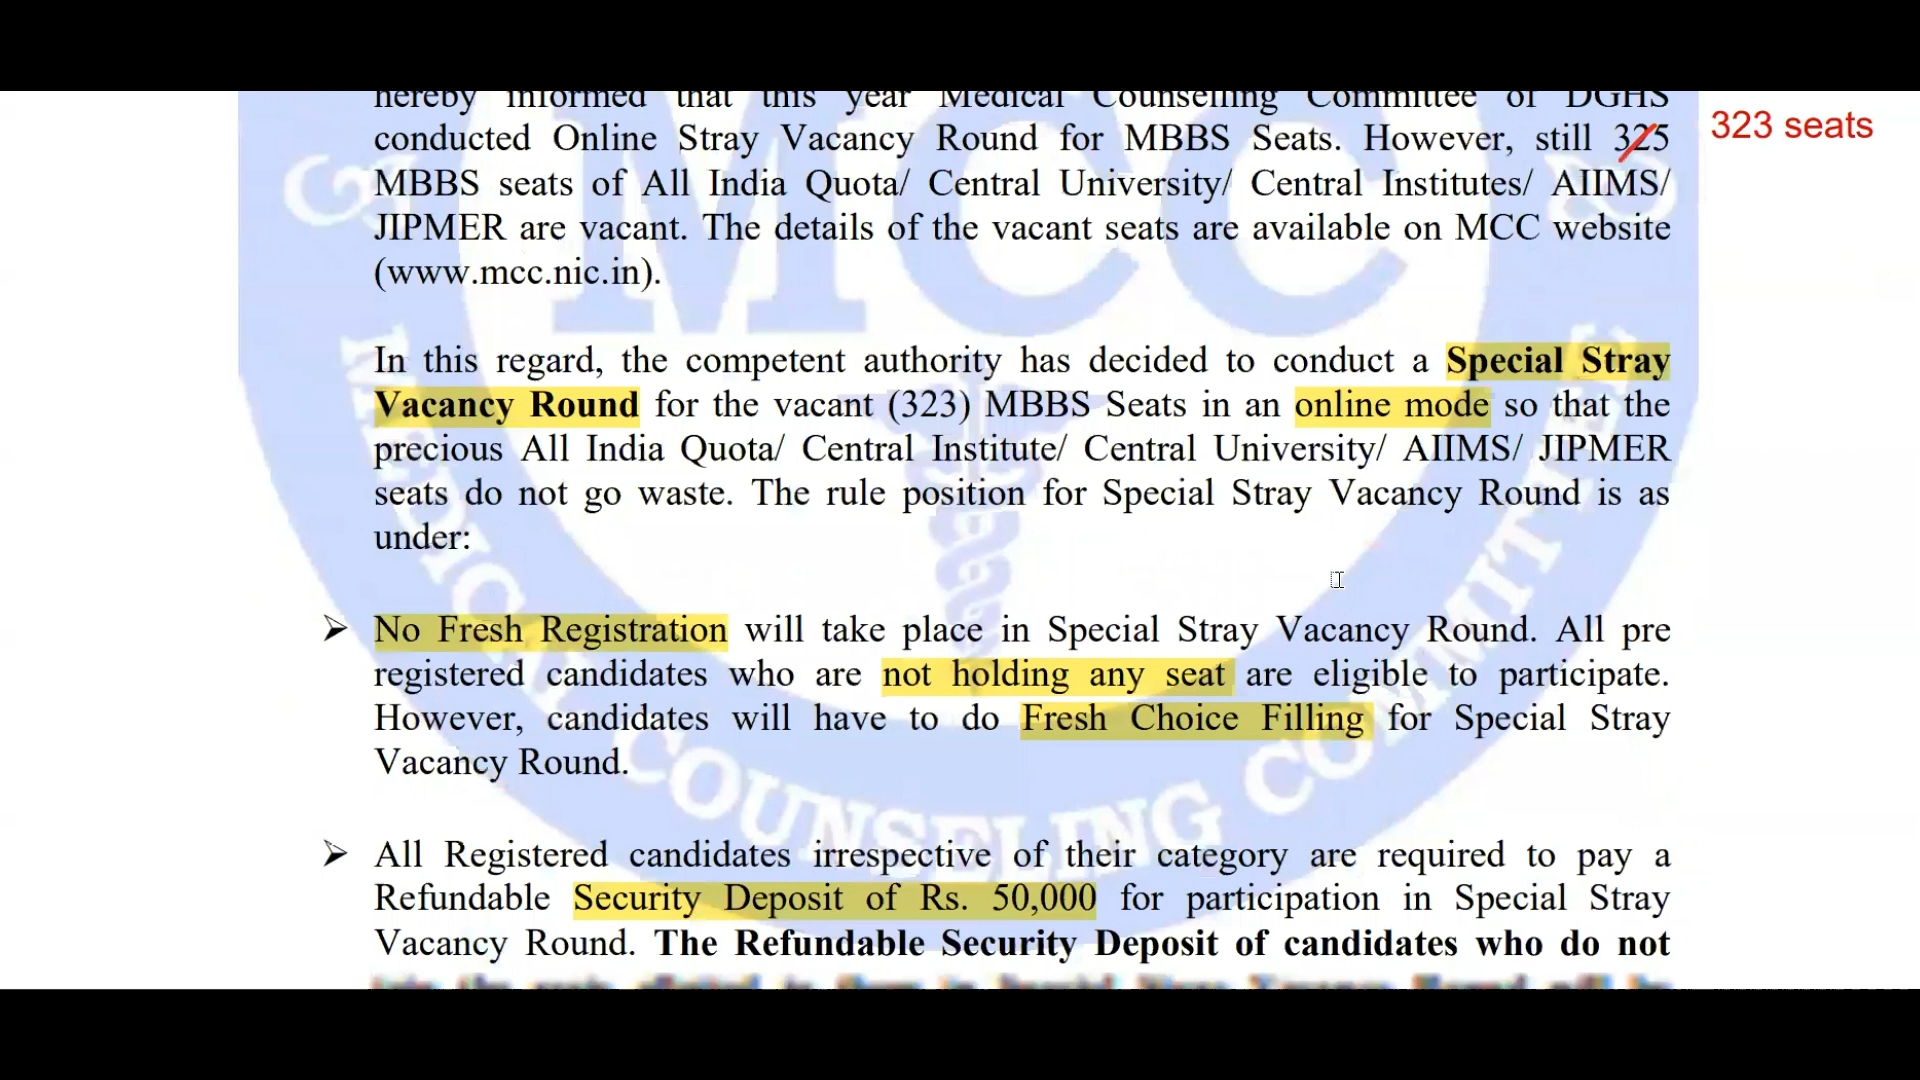 hereby informed that this year Medical Counselling Committee of DGHS
323 seats
conducted Online Stray Vacancy Round for MBBS Seats. However, still 325
MBBS seats of All India Quota/ Central University/ Central Institutes/ AIIMS/
JIPMER are vacant. The details of the vacant seats are available on MCC website
(www.mcc.nic.in).
In this regard, the competent authority has decided to conduct a Special Stray
Vacancy Round for the vacant (323) MBBS Seats in an online mode so that the
precious All India Quota/ Central Institute/ Central University/ AIIMS/ JIPMER
seats do not go waste. The rule position for Special Stray Vacancy Round is as
under:
➢ No Fresh Registration will take place in Special Stray Vacancy Round. All pre
registered candidates who are not holding any seat are eligible to participate.
However, candidates will have to do Fresh Choice Filling for Special Stray
Vacancy Round.
➢ All Registered candidates irrespective of their category are required to pay a
Refundable Security Deposit of Rs. 50,000 for participation in Special Stray
Vacancy Round. The Refundable Security Deposit of candidates who do not
MCC
MEDICAL COUNSELING COMMITTEE